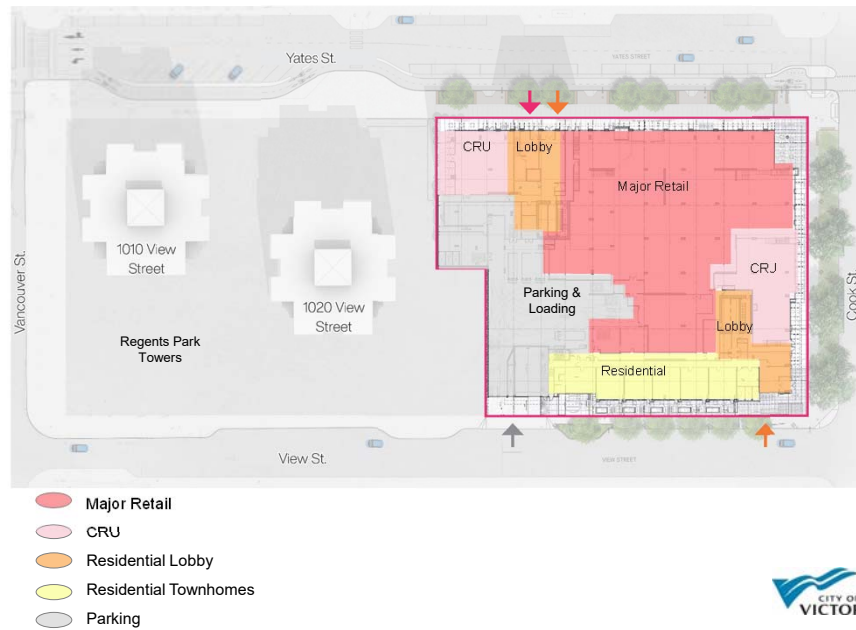 Yates St.
YATES STREET
CRU
Lobby
Major Retail
1010 View
Street
CRJ
Vancouver St.
Cook St.
1020 View
Street
Parking &
Loading
Regents Park
Towers
Lobby
Residential
View St.
VIEW STREET
Major Retail
CRU
Residential Lobby
Residential Townhomes
Parking
CITY OF
VICTOR